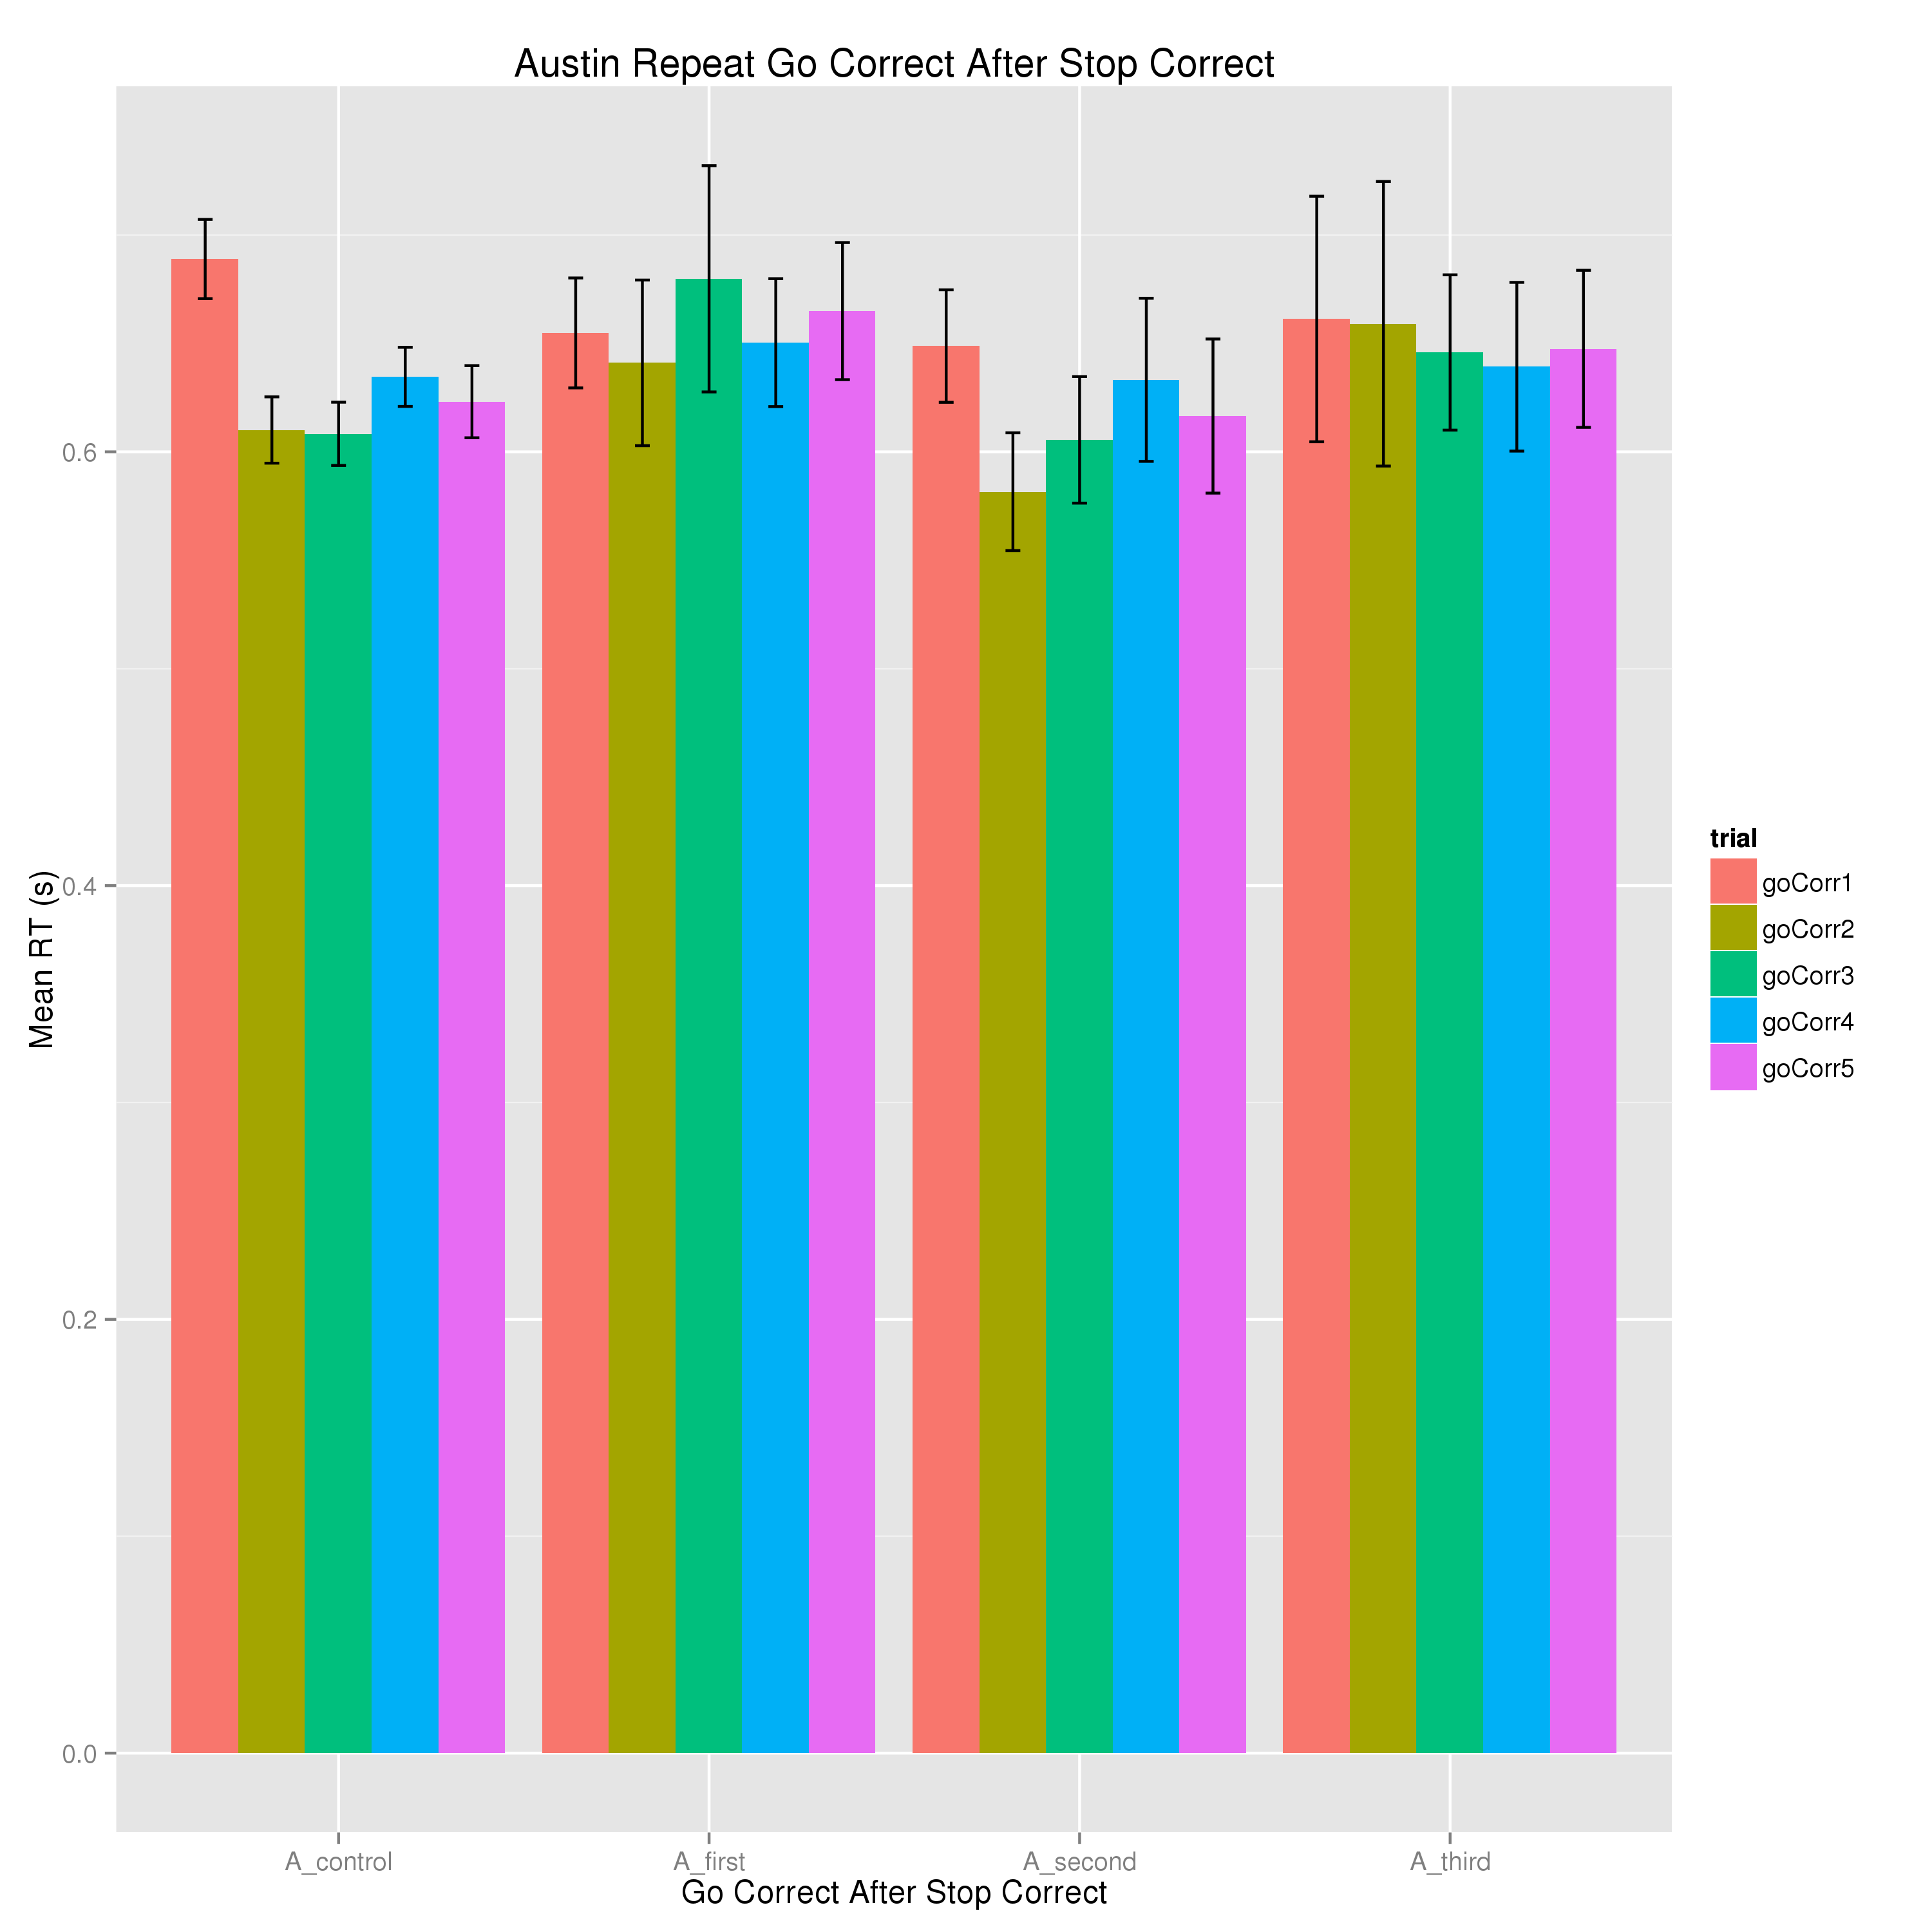 Austin Repeat Go Correct After Stop Correct
Mean RT (s)
0.6
0.4
0.2
0.0
A_control
A_first
A_second
A_third
Go Correct After Stop Correct
trial
goCorr1
goCorr2
goCorr3
goCorr4
goCorr5